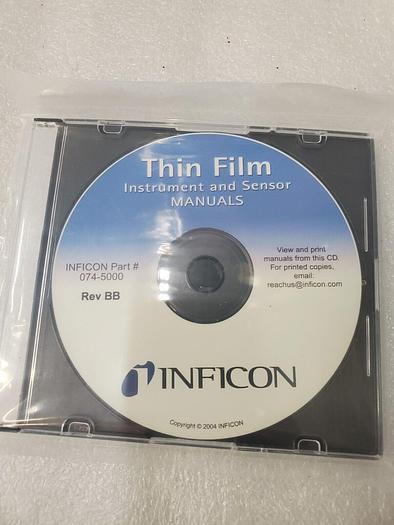 Thin Film
Instrument and Sensor
MANUALS
INFICON Part #
074-5000
Rev BB
View and print
manuals from this CD.
For printed copies,
email:
reachus@inficon.com
INFICON
Copyright © 2004 INFICON